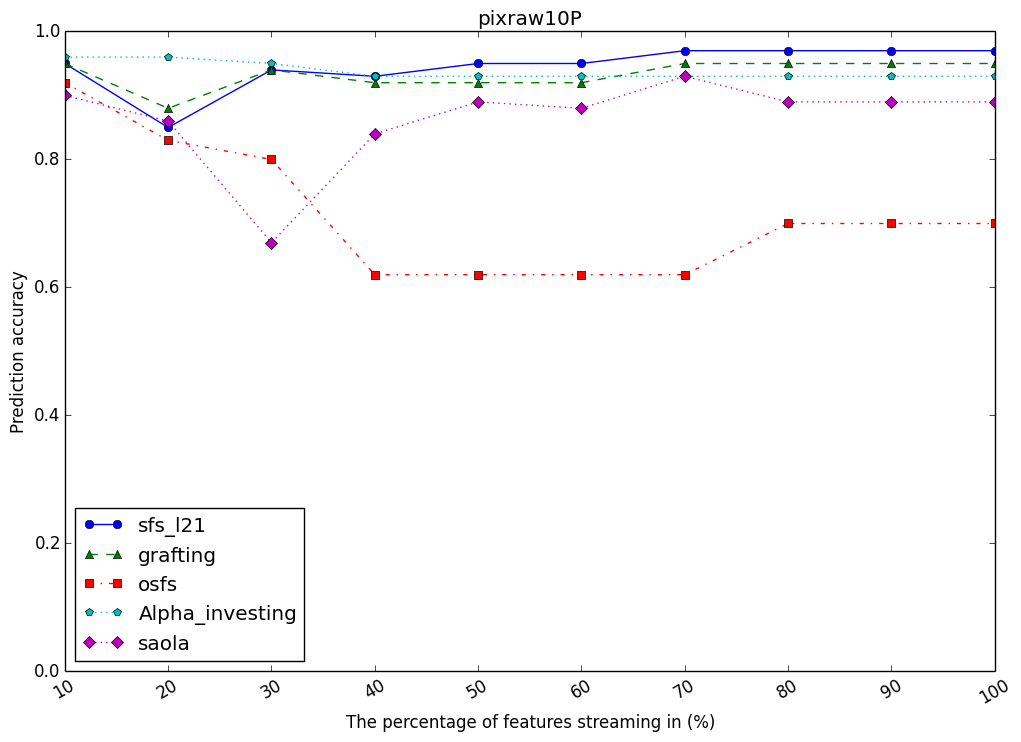 pixraw10P
1.0
0.8
0.6
0.4
0.2
0.0
Prediction accuracy
sfs_l21
grafting
osfs
Alpha_investing
saola
10 20 30 40 50 60 70 80 90 100
The percentage of features streaming in (%)